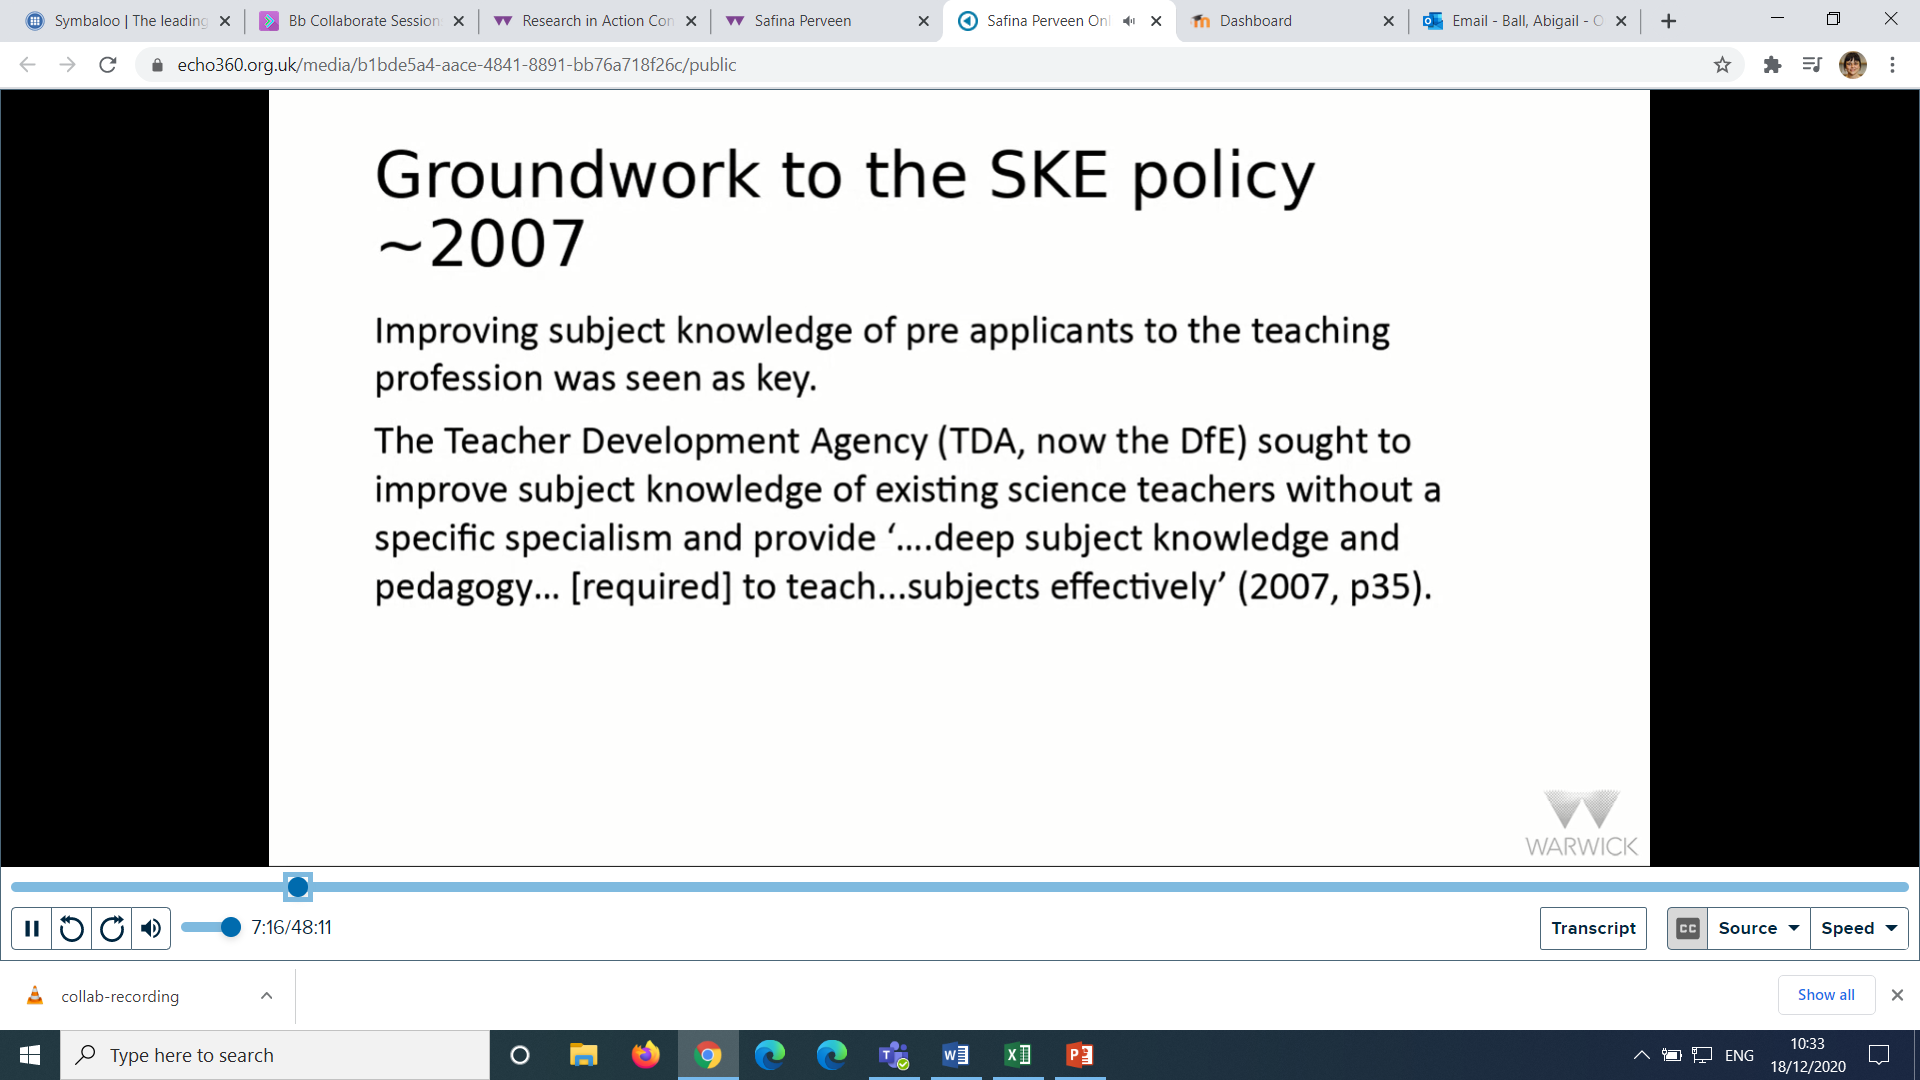 Symbaloo | The leading
Bb Collaborate Session
Research in Action Con
Safina Perveen
Safina Perveen Onl
Dashboard
Email - Ball, Abigail - O
echo360.org.uk/media/b1bde5a4-aace-4841-8891-bb76a718f26c/public
Groundwork to the SKE policy
~2007
Improving subject knowledge of pre applicants to the teaching
profession was seen as key.
The Teacher Development Agency (TDA, now the DfE) sought to
improve subject knowledge of existing science teachers without a
specific specialism and provide ‘....deep subject knowledge and
pedagogy... [required] to teach...subjects effectively’ (2007, p35).
WARWICK
7:16/48:11
Transcript
CC
Source
Speed
collab-recording
Show all
Type here to search
ENG
10:33
18/12/2020